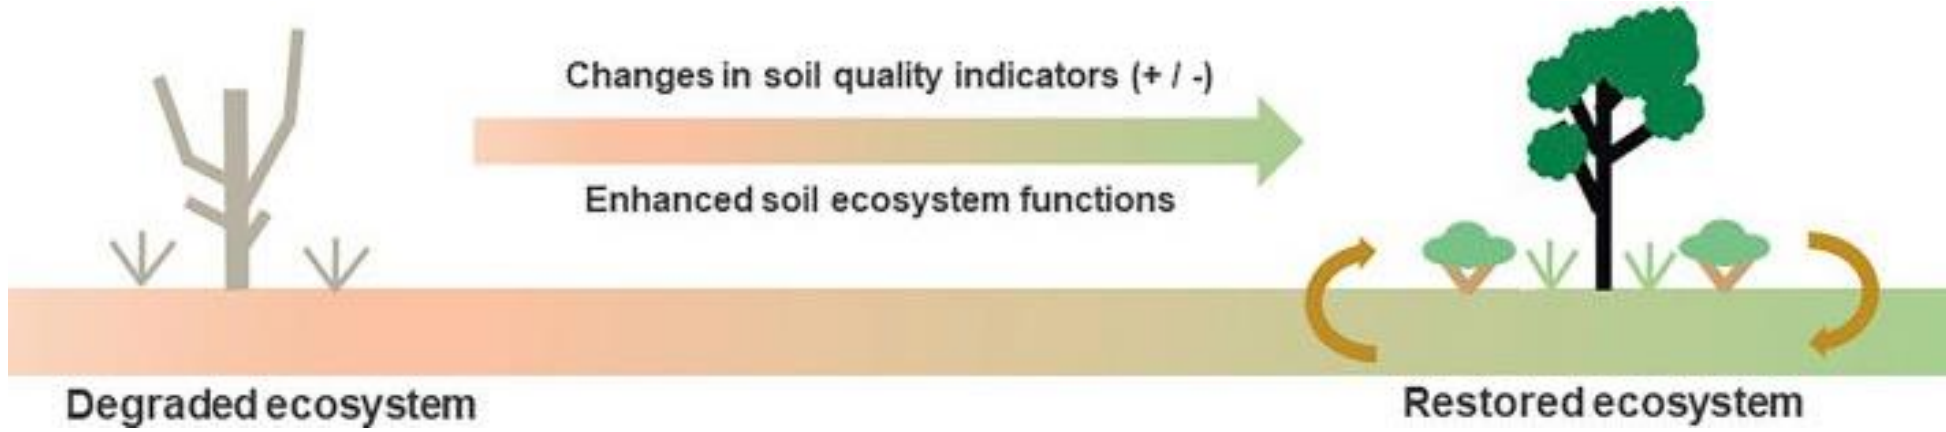 Changes in soil quality indicators (+ / -)
Enhanced soil ecosystem functions
Degraded ecosystem
Restored ecosystem